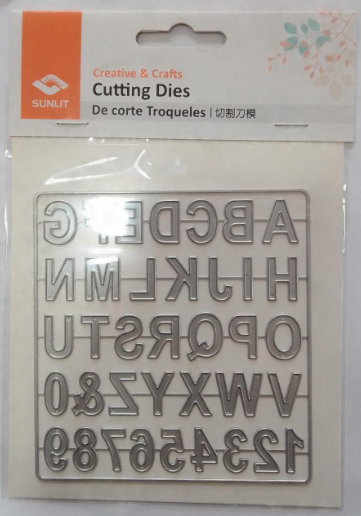 SUNLIT
Creative & Crafts
Cutting Dies
De corte Troqueles | 切割刀模
ABCDEFG
HIJKLMN
OPQRSTU
VWXYZ&0
123456789